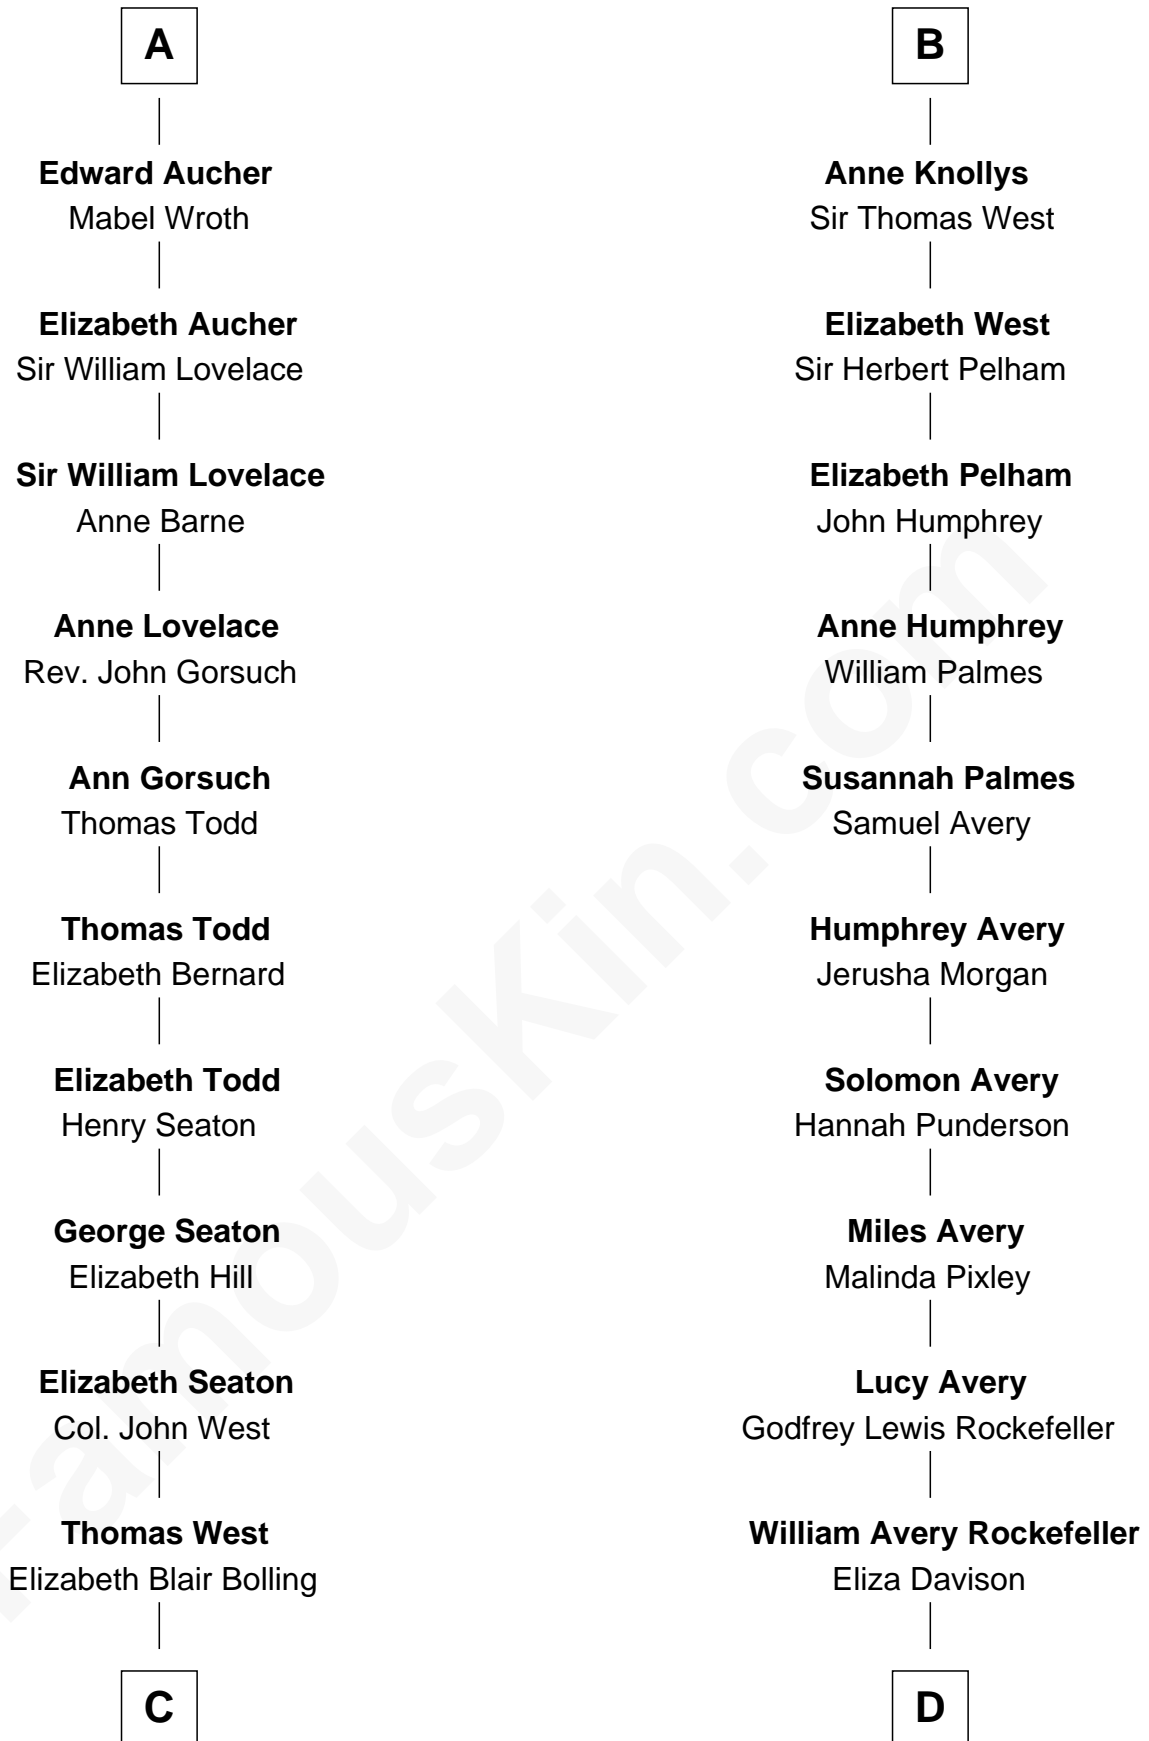 A
Edward Aucher
Mabel Wroth
Elizabeth Aucher
Sir William Lovelace
Sir William Lovelace
Anne Barne
Anne Lovelace
Rev. John Gorsuch
Ann Gorsuch
Thomas Todd
Thomas Todd
Elizabeth Bernard
Elizabeth Todd
Henry Seaton
George Seaton
Elizabeth Hill
Elizabeth Seaton
Col. John West
Thomas West
Elizabeth Blair Bolling
C
B
Anne Knollys
Sir Thomas West
Elizabeth West
Sir Herbert Pelham
Elizabeth Pelham
John Humphrey
Anne Humphrey
William Palmes
Susannah Palmes
Samuel Avery
Humphrey Avery
Jerusha Morgan
Solomon Avery
Hannah Punderson
Miles Avery
Malinda Pixley
Lucy Avery
Godfrey Lewis Rockefeller
William Avery Rockefeller
Eliza Davison
D
FamousKin.com